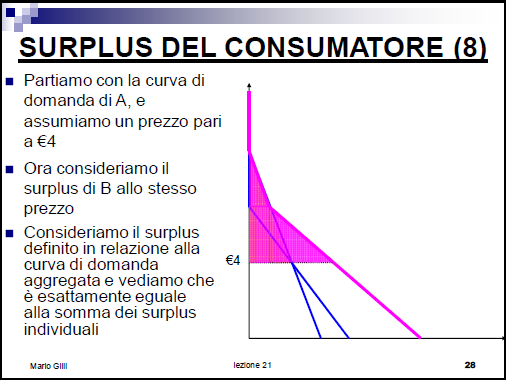 SURPLUS DEL CONSUMATORE (8)
Partiamo con la curva di
domanda di A, e
assumiamo un prezzo pari
a €4
Ora consideriamo il
surplus di B allo stesso
prezzo
Consideriamo il surplus
definito in relazione alla
curva di domanda
aggregata e vediamo che
è esattamente eguale
alla somma dei surplus
individuali
€4
Mario Gilli
lezione 21
28